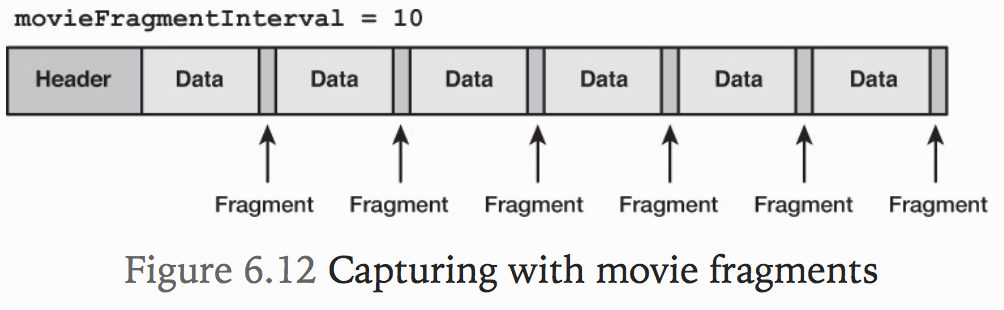 movieFragmentInterval = 10
Header Data Data Data Data Data Data
Fragment Fragment Fragment Fragment Fragment Fragment
Figure 6.12 Capturing with movie fragments